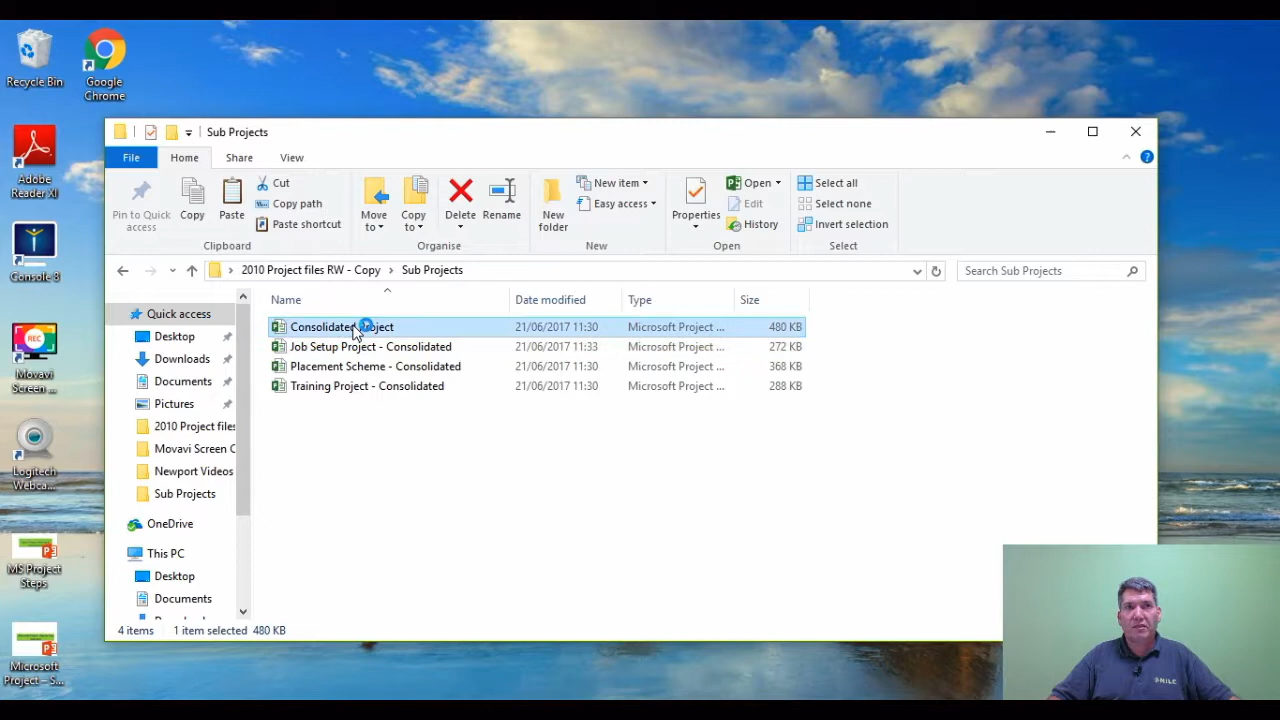 Recycle Bin
Google Chrome
Adobe Reader XI
Console 8
Movavi Screen ...
Logitech Webca...
MS Project Steps
Microsoft Project – S...
Sub Projects
File
Home
Share
View
Pin to Quick access
Copy
Paste
Cut
Copy path
Paste shortcut
Clipboard
Move to
Copy to
Delete
Rename
Organise
New folder
New item
Easy access
New
Properties
Open
Edit
History
Open
Select all
Select none
Invert selection
Select
2010 Project files RW - Copy > Sub Projects
Search Sub Projects
Quick access
Desktop
Downloads
Documents
Pictures
2010 Project files
Movavi Screen C
Newport Videos
Sub Projects
OneDrive
This PC
Desktop
Documents
Name Date modified Type Size
Consolidated Project 21/06/2017 11:30 Microsoft Project ... 480 KB
Job Setup Project - Consolidated 21/06/2017 11:33 Microsoft Project ... 272 KB
Placement Scheme - Consolidated 21/06/2017 11:30 Microsoft Project ... 368 KB
Training Project - Consolidated 21/06/2017 11:30 Microsoft Project ... 288 KB
4 items 1 item selected 480 KB
NILC